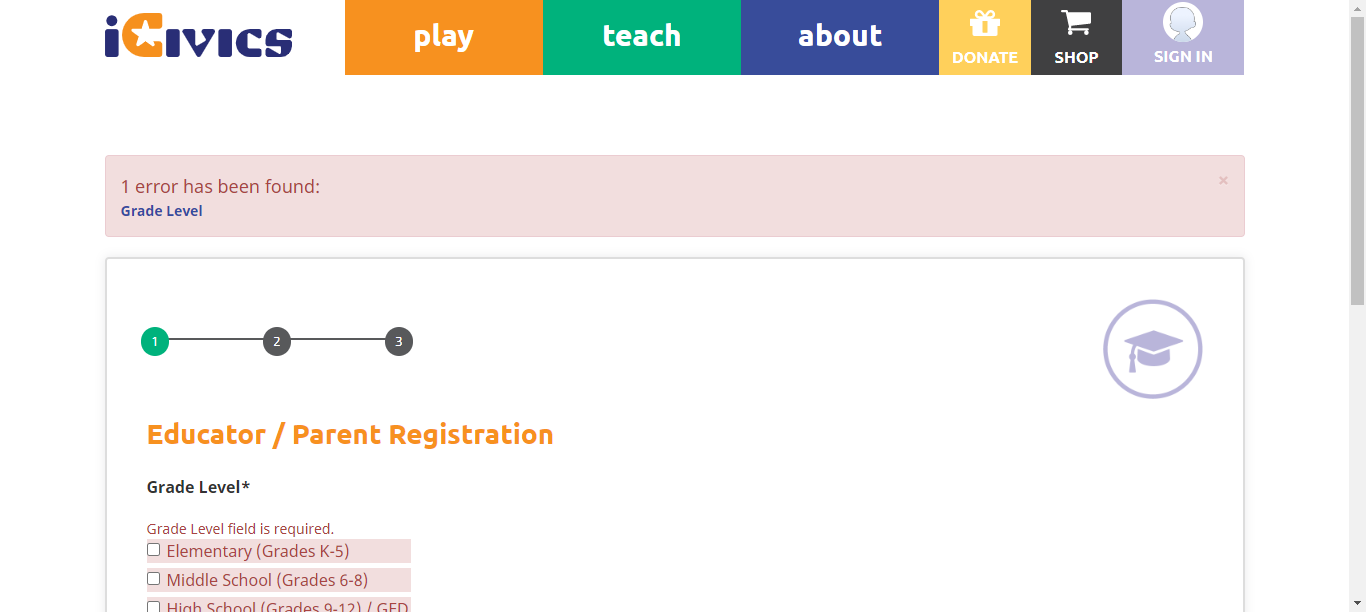 iCivics
play
teach
about
DONATE
SHOP
SIGN IN
1 error has been found:
×
Grade Level
1
2
3
Educator / Parent Registration
Grade Level*
Grade Level field is required.
Elementary (Grades K-5)
Middle School (Grades 6-8)
High School (Grades 9-12) / GED